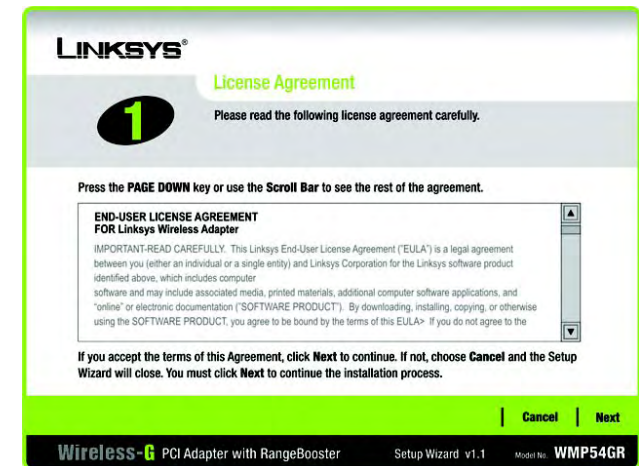 LINKSYS®
License Agreement
1
Please read the following license agreement carefully.
Press the PAGE DOWN key or use the Scroll Bar to see the rest of the agreement.
END-USER LICENSE AGREEMENT
FOR Linksys Wireless Adapter
IMPORTANT-READ CAREFULLY. This Linksys End-User License Agreement ("EULA") is a legal agreement
between you (either an individual or a single entity) and Linksys Corporation for the Linksys software product
identified above, which includes computer
software and may include associated media, printed materials, additional computer software applications, and
"online" or electronic documentation ("SOFTWARE PRODUCT"). By downloading, installing, copying, or otherwise
using the SOFTWARE PRODUCT, you agree to be bound by the terms of this EULA> If you do not agree to the
If you accept the terms of this Agreement, click Next to continue. If not, choose Cancel and the Setup
Wizard will close. You must click Next to continue the installation process.
Cancel Next
Wireless-G PCI Adapter with RangeBooster Setup Wizard v1.1 Model No. WMP54GR